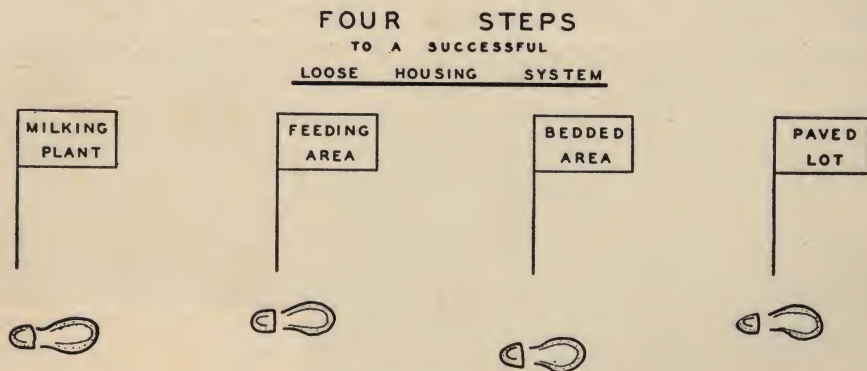 FOUR STEPS
TO A SUCCESSFUL
LOOSE HOUSING SYSTEM
MILKING
PLANT
FEEDING
AREA
BEDDED
AREA
PAVED
LOT